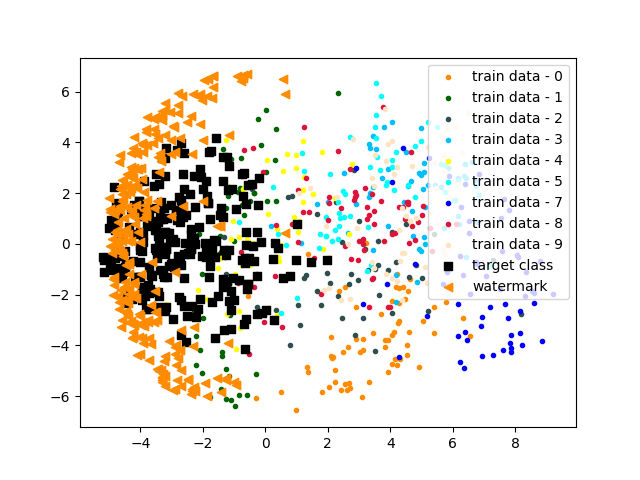 train data - 0
train data - 1
train data - 2
train data - 3
train data - 4
train data - 5
train data - 7
train data - 8
train data - 9
target class
watermark
6
4
2
0
−2
−4
−6
−4 −2 0 2 4 6 8